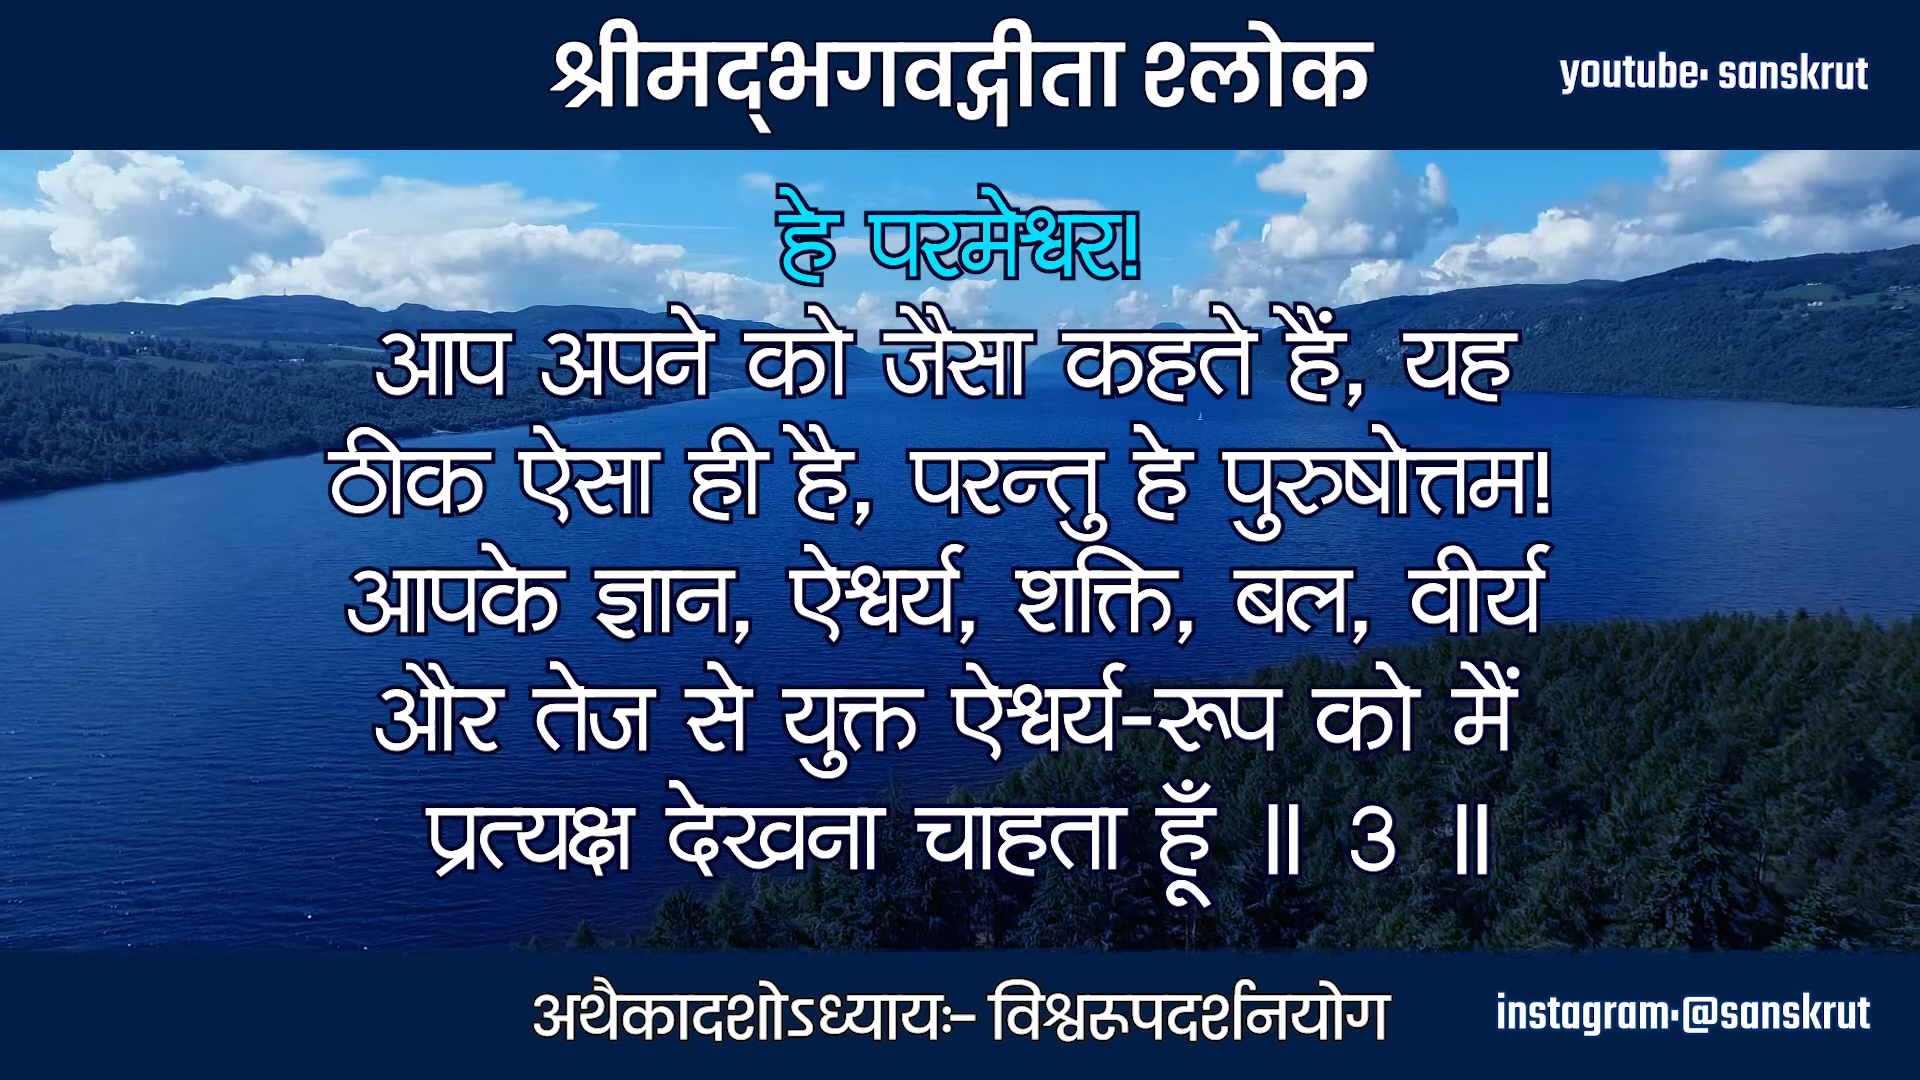 श्रीमद्‌भगवद्गीता श्लोक
youtube: sanskrut
हे परमेश्वर!
आप अपने को जैसा कहते हैं, यह
ठीक ऐसा ही है, परन्तु हे पुरुषोत्तम!
आपके ज्ञान, ऐश्वर्य, शक्ति, बल, वीर्य
और तेज से युक्त ऐश्वर्य-रूप को मैं
प्रत्यक्ष देखना चाहता हूँ ॥ ३ ॥
अथैकादशोऽध्यायः- विश्वरूपदर्शनयोग
instagram:@sanskrut